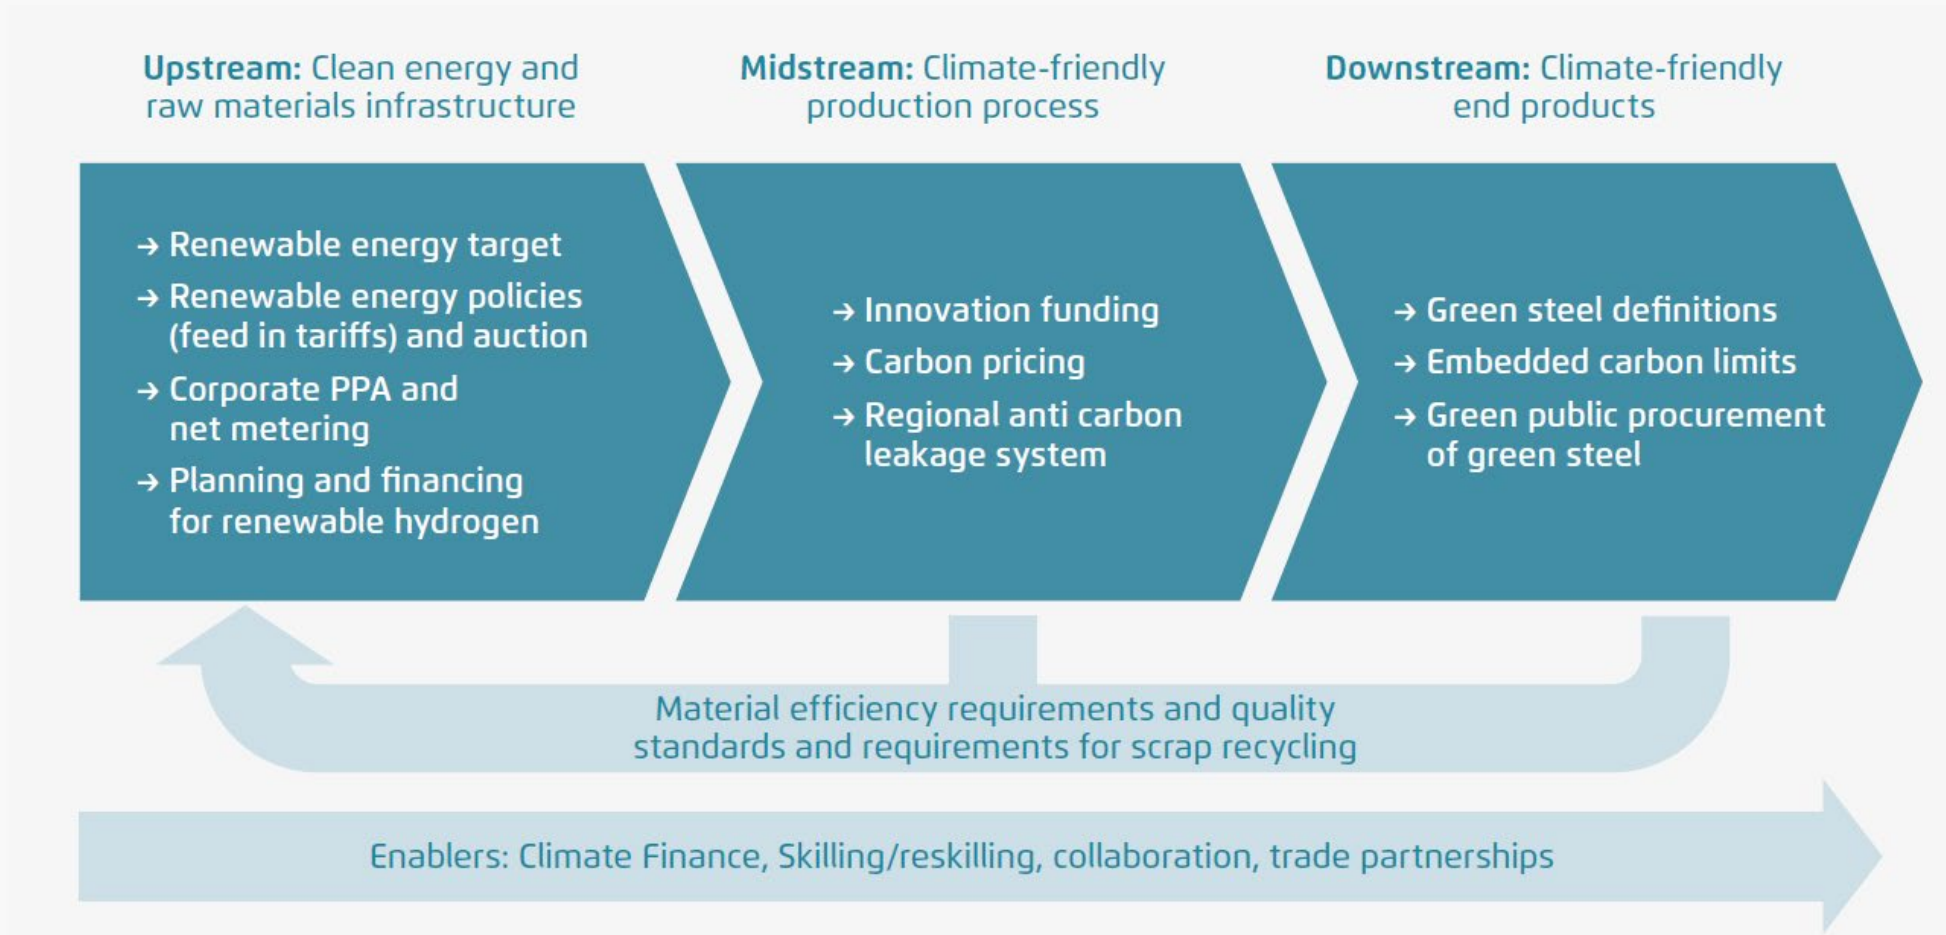 Upstream: Clean energy and
raw materials infrastructure
Midstream: Climate-friendly
production process
Downstream: Climate-friendly
end products
→ Renewable energy target
→ Renewable energy policies
(feed in tariffs) and auction
→ Corporate PPA and
net metering
→ Planning and financing
for renewable hydrogen
→ Innovation funding
→ Carbon pricing
→ Regional anti carbon
leakage system
→ Green steel definitions
→ Embedded carbon limits
→ Green public procurement
of green steel
Material efficiency requirements and quality
standards and requirements for scrap recycling
Enablers: Climate Finance, Skilling/reskilling, collaboration, trade partnerships